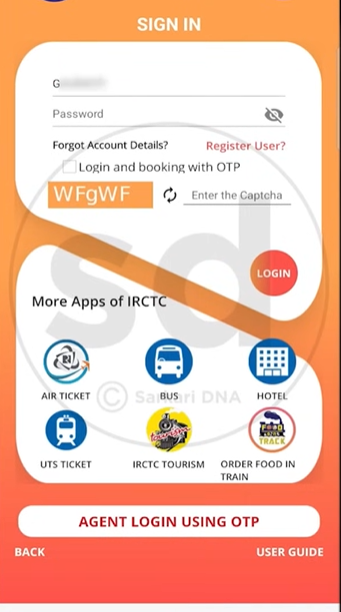 SIGN IN
G
Password
Forgot Account Details? Register User?
Login and booking with OTP
WFgWF Enter the Captcha
LOGIN
More Apps of IRCTC
AIR TICKET BUS HOTEL
sd
© Sarkari DNA
FOOD
TRACK
UTS TICKET IRCTC TOURISM ORDER FOOD IN
TRAIN
AGENT LOGIN USING OTP
BACK USER GUIDE